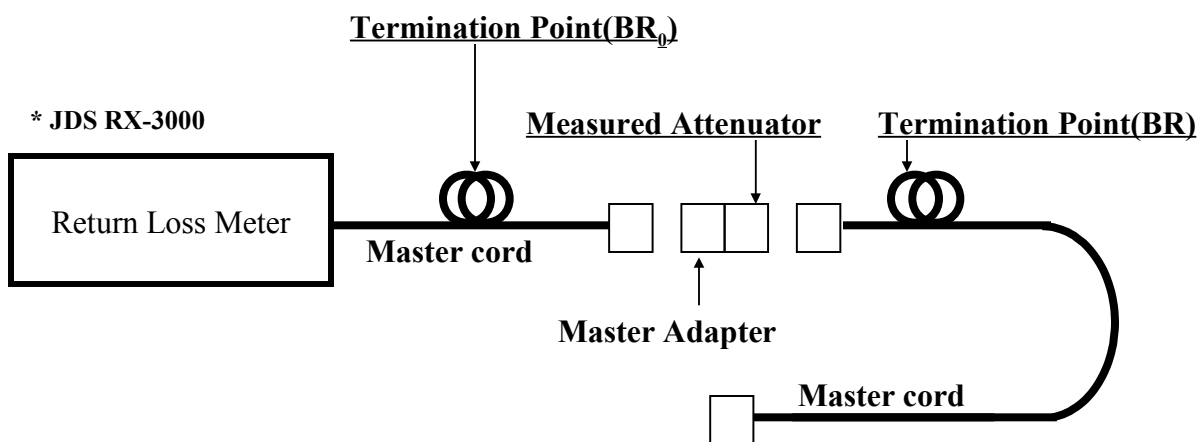 Termination Point(BR₀)
* JDS RX-3000
Measured Attenuator
Termination Point(BR)
Return Loss Meter
Master cord
Master Adapter
Master cord